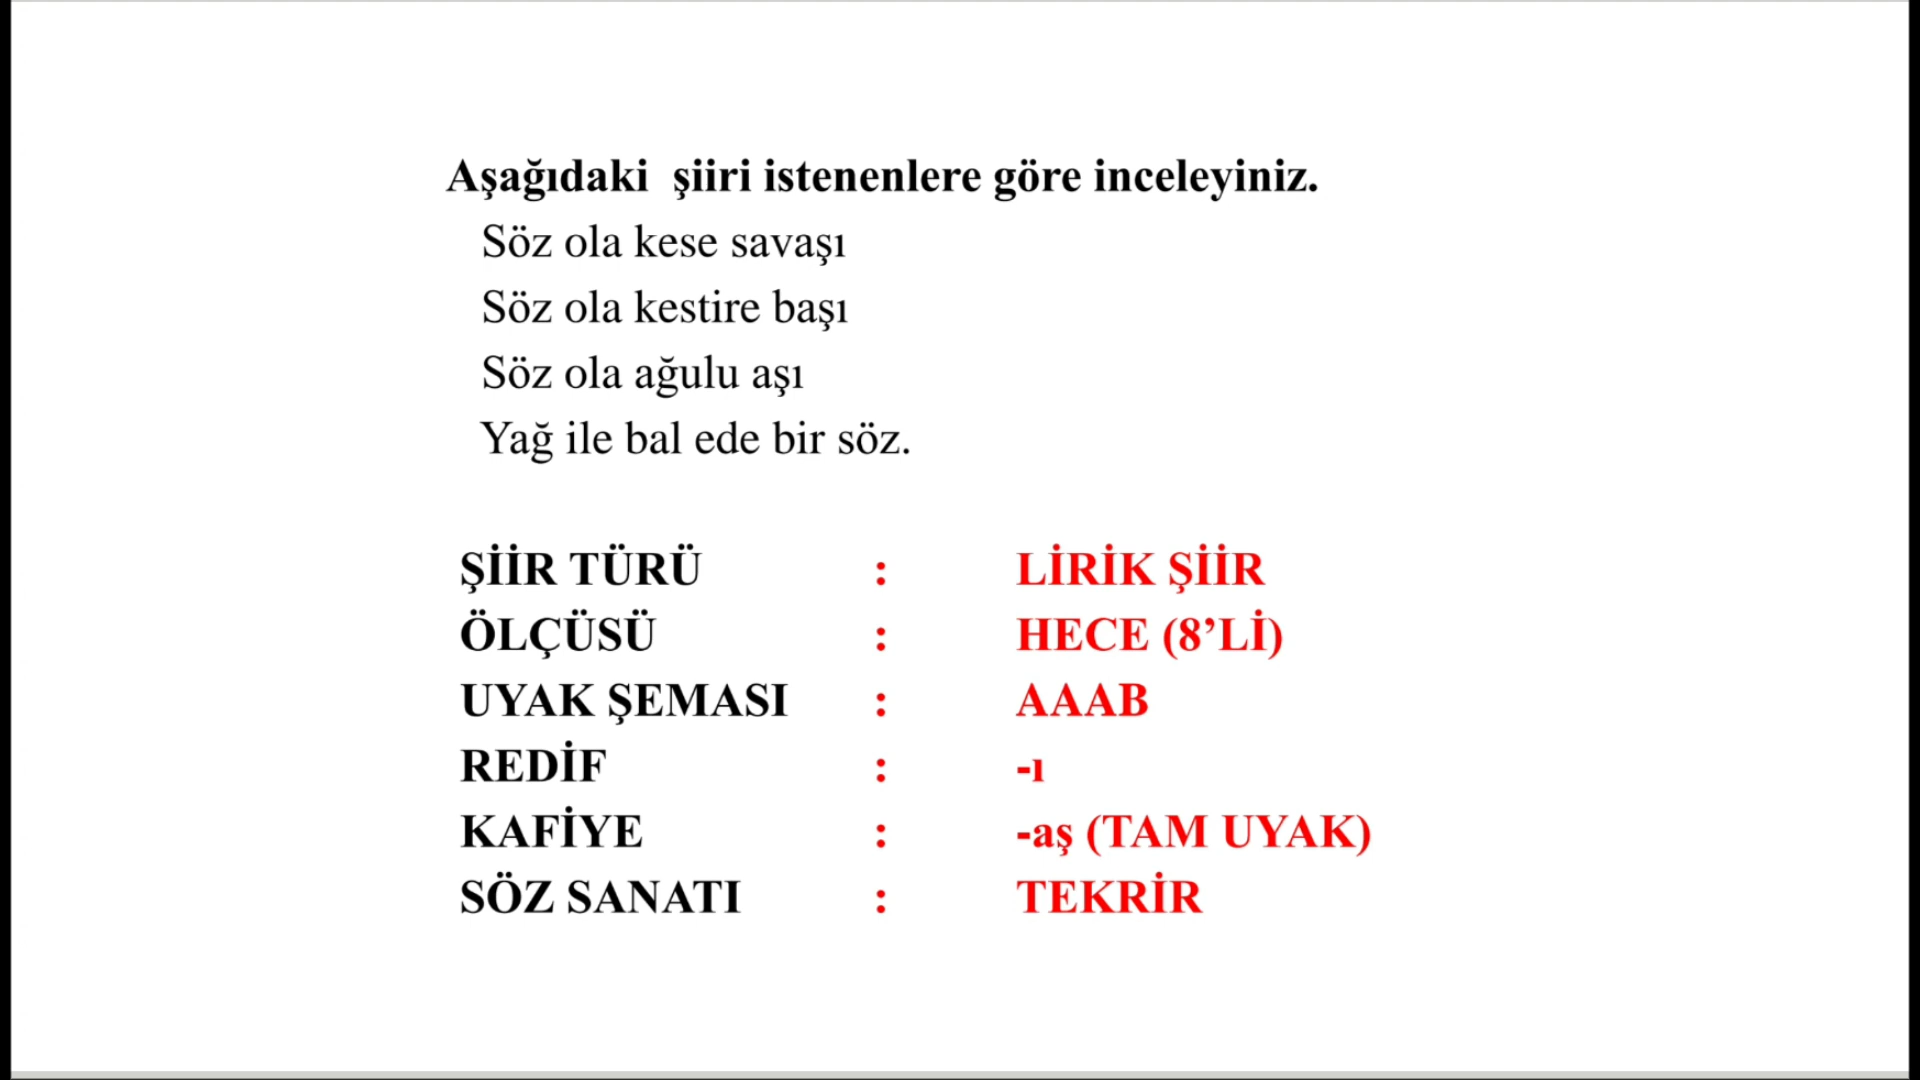 Aşağıdaki şiiri istenenlere göre inceleyiniz.
Söz ola kese savaşı
Söz ola kestire başı
Söz ola ağulu aşı
Yağ ile bal ede bir söz.
ŞİİR TÜRÜ : LİRİK ŞİİR
ÖLÇÜSÜ : HECE (8’Lİ)
UYAK ŞEMASI : AAAB
REDİF : -ı
KAFİYE : -aş (TAM UYAK)
SÖZ SANATI : TEKRİR